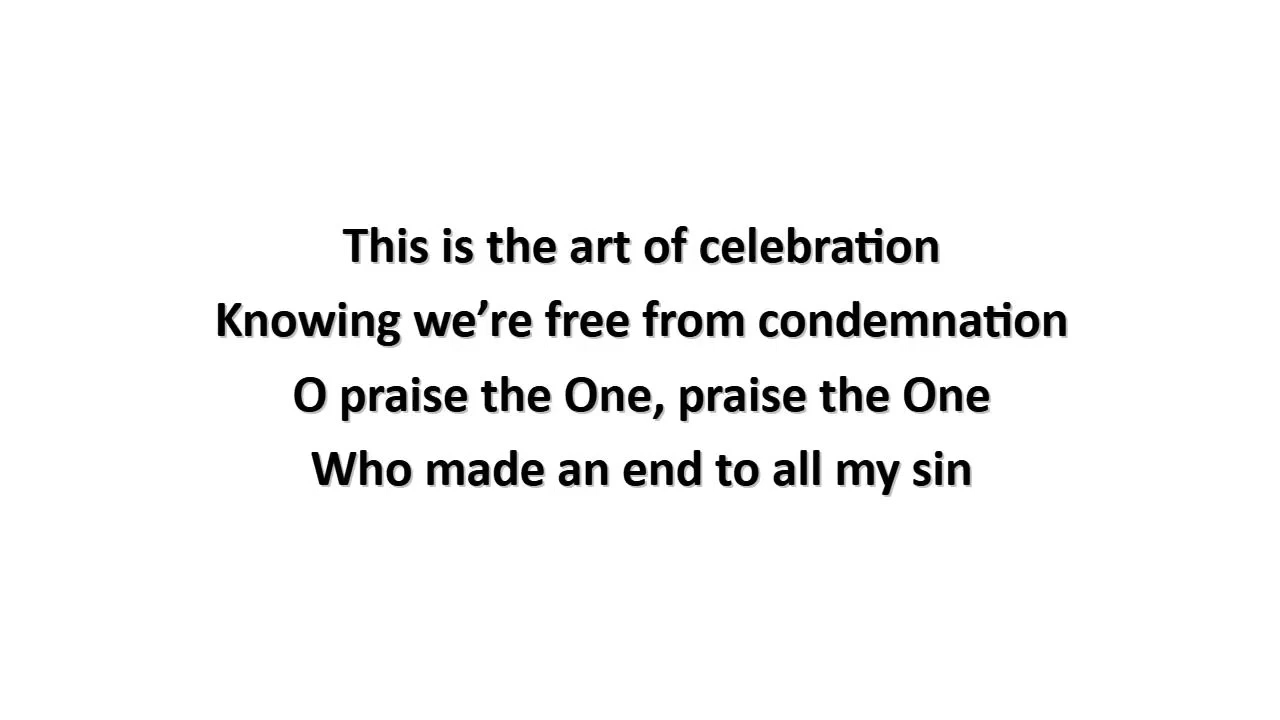 This is the art of celebration
Knowing we’re free from condemnation
O praise the One, praise the One
Who made an end to all my sin